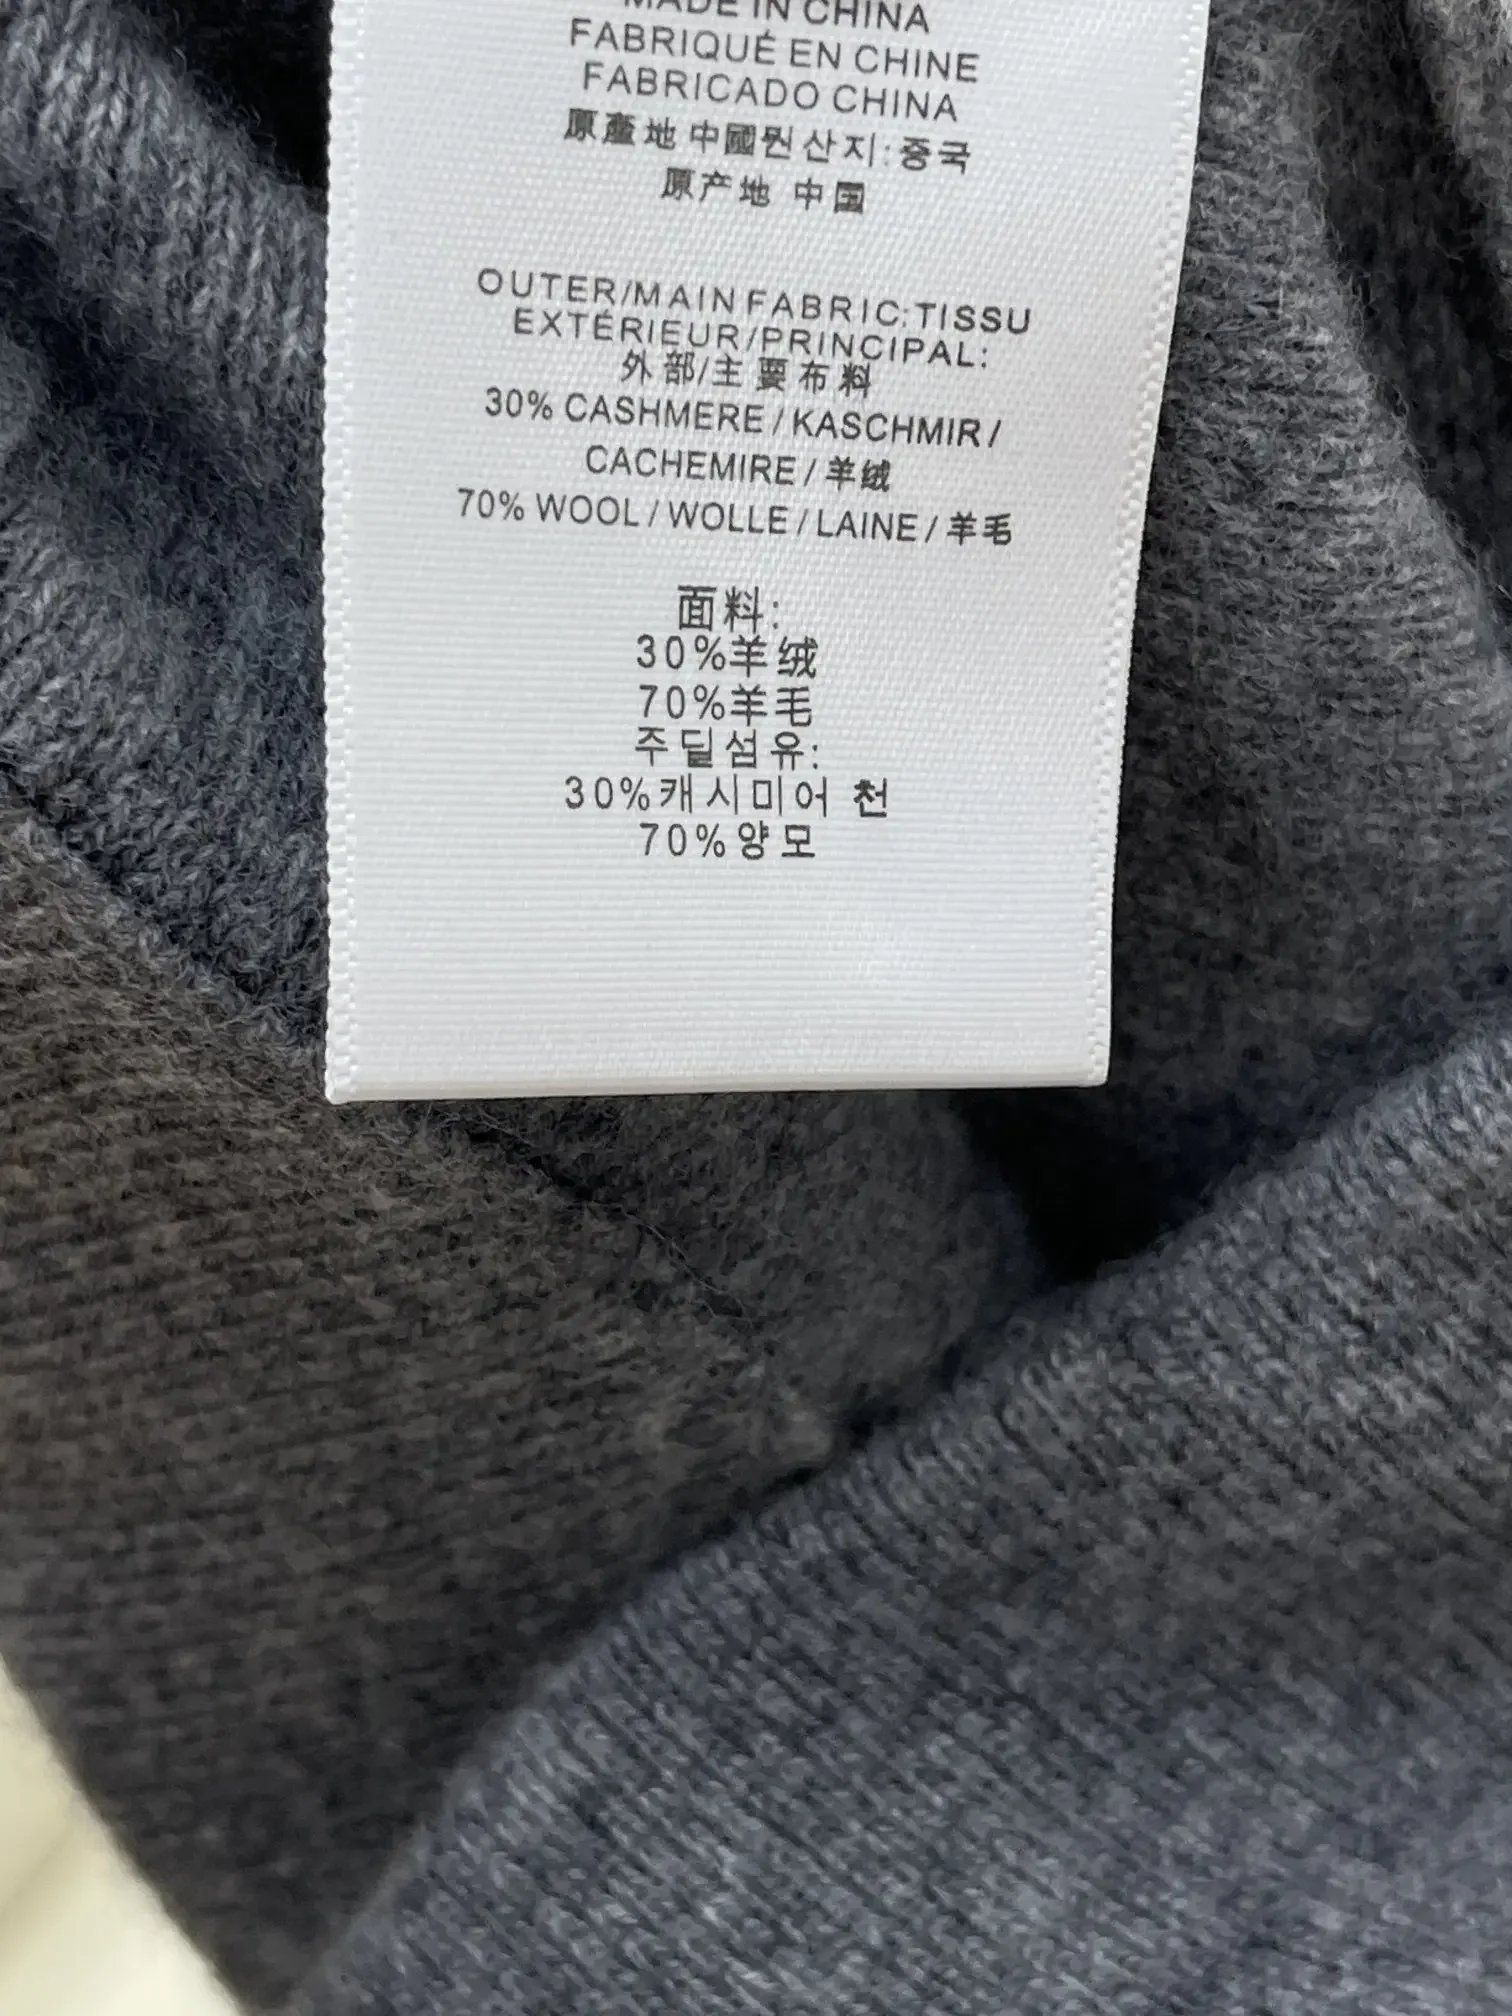 MADE IN CHINA
FABRIQUÉ EN CHINE
FABRICADO CHINA
原產地 中國원산지:중국
原产地 中国
OUTER/MAIN FABRIC:TISSU
EXTÉRIEUR/PRINCIPAL:
外部/主要布料
30% CASHMERE / KASCHMIR /
CACHEMIRE / 羊绒
70% WOOL / WOLLE / LAINE / 羊毛
面料:
30%羊绒
70%羊毛
주딜섬유:
30%캐시미어 천
70%양모